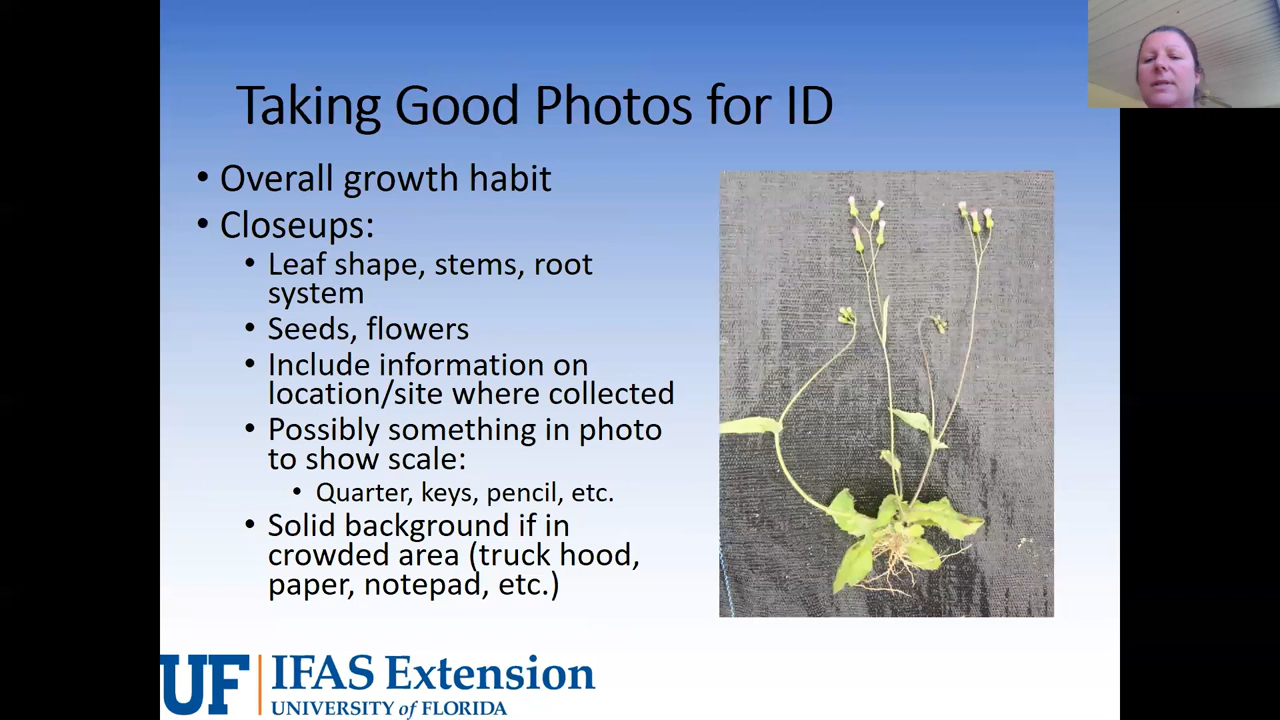 Taking Good Photos for ID
• Overall growth habit
• Closeups:
• Leaf shape, stems, root
system
• Seeds, flowers
• Include information on
location/site where collected
• Possibly something in photo
to show scale:
• Quarter, keys, pencil, etc.
• Solid background if in
crowded area (truck hood,
paper, notepad, etc.)
UF IFAS Extension
UNIVERSITY of FLORIDA